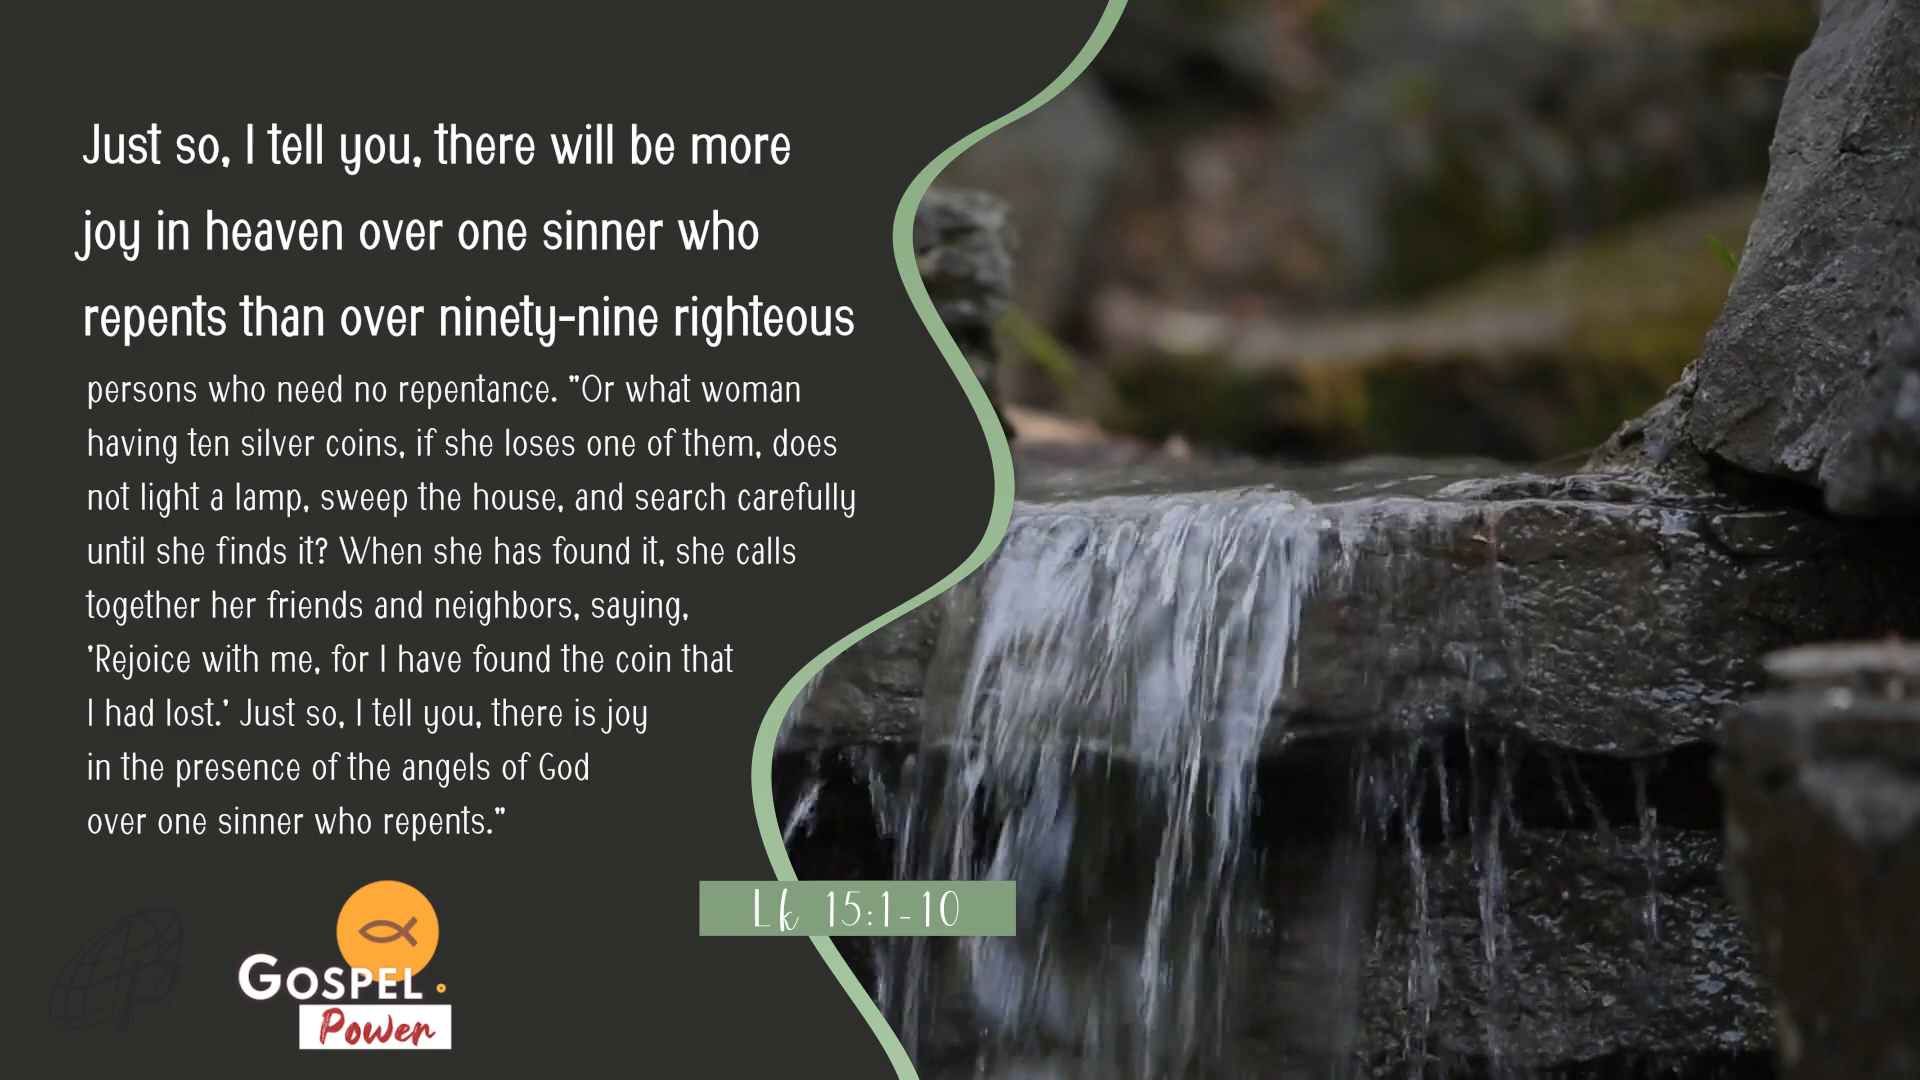 Just so, I tell you, there will be more
joy in heaven over one sinner who
repents than over ninety-nine righteous
persons who need no repentance. "Or what woman
having ten silver coins, if she loses one of them, does
not light a lamp, sweep the house, and search carefully
until she finds it? When she has found it, she calls
together her friends and neighbors, saying,
'Rejoice with me, for I have found the coin that
I had lost.' Just so, I tell you, there is joy
in the presence of the angels of God
over one sinner who repents."
Lk 15:1-10
GOSPEL
Power